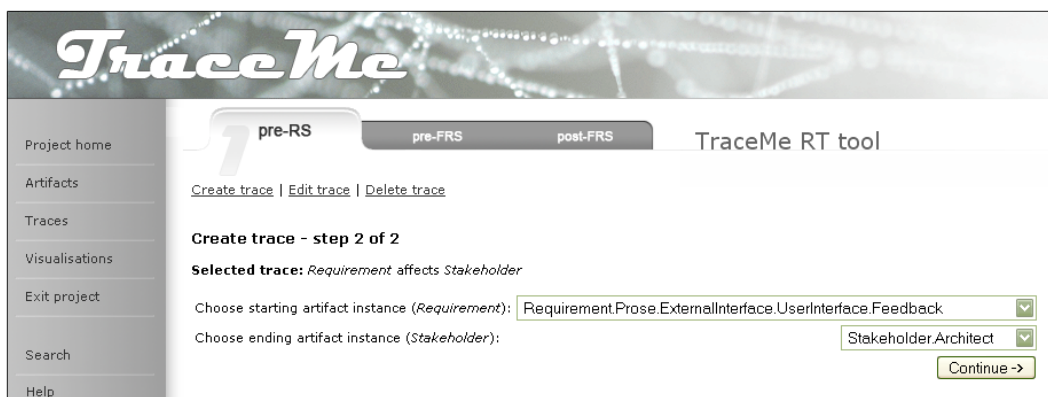 TraceMe
1 pre-RS pre-FRS post-FRS TraceMe RT tool
Project home
Artifacts
Traces
Visualisations
Exit project
Search
Help
Create trace | Edit trace | Delete trace
Create trace - step 2 of 2
Selected trace: Requirement affects Stakeholder
Choose starting artifact instance (Requirement): Requirement.Prose.ExternalInterface.UserInterface.Feedback
Choose ending artifact instance (Stakeholder): Stakeholder.Architect
Continue ->